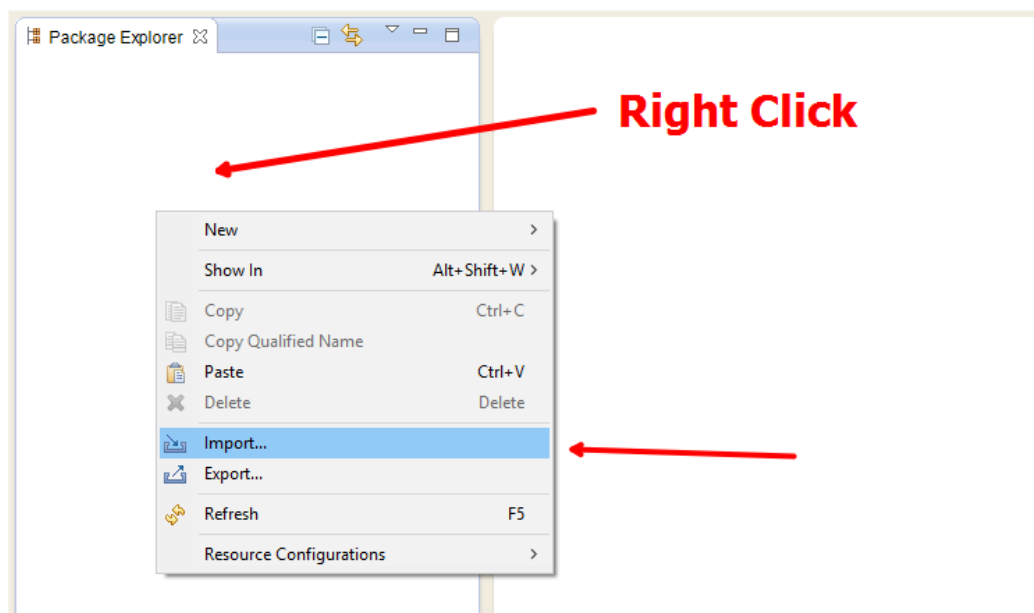 Package Explorer
Right Click
New
Show In Alt+Shift+W
Copy Ctrl+C
Copy Qualified Name
Paste Ctrl+V
Delete Delete
Import...
Export...
Refresh F5
Resource Configurations